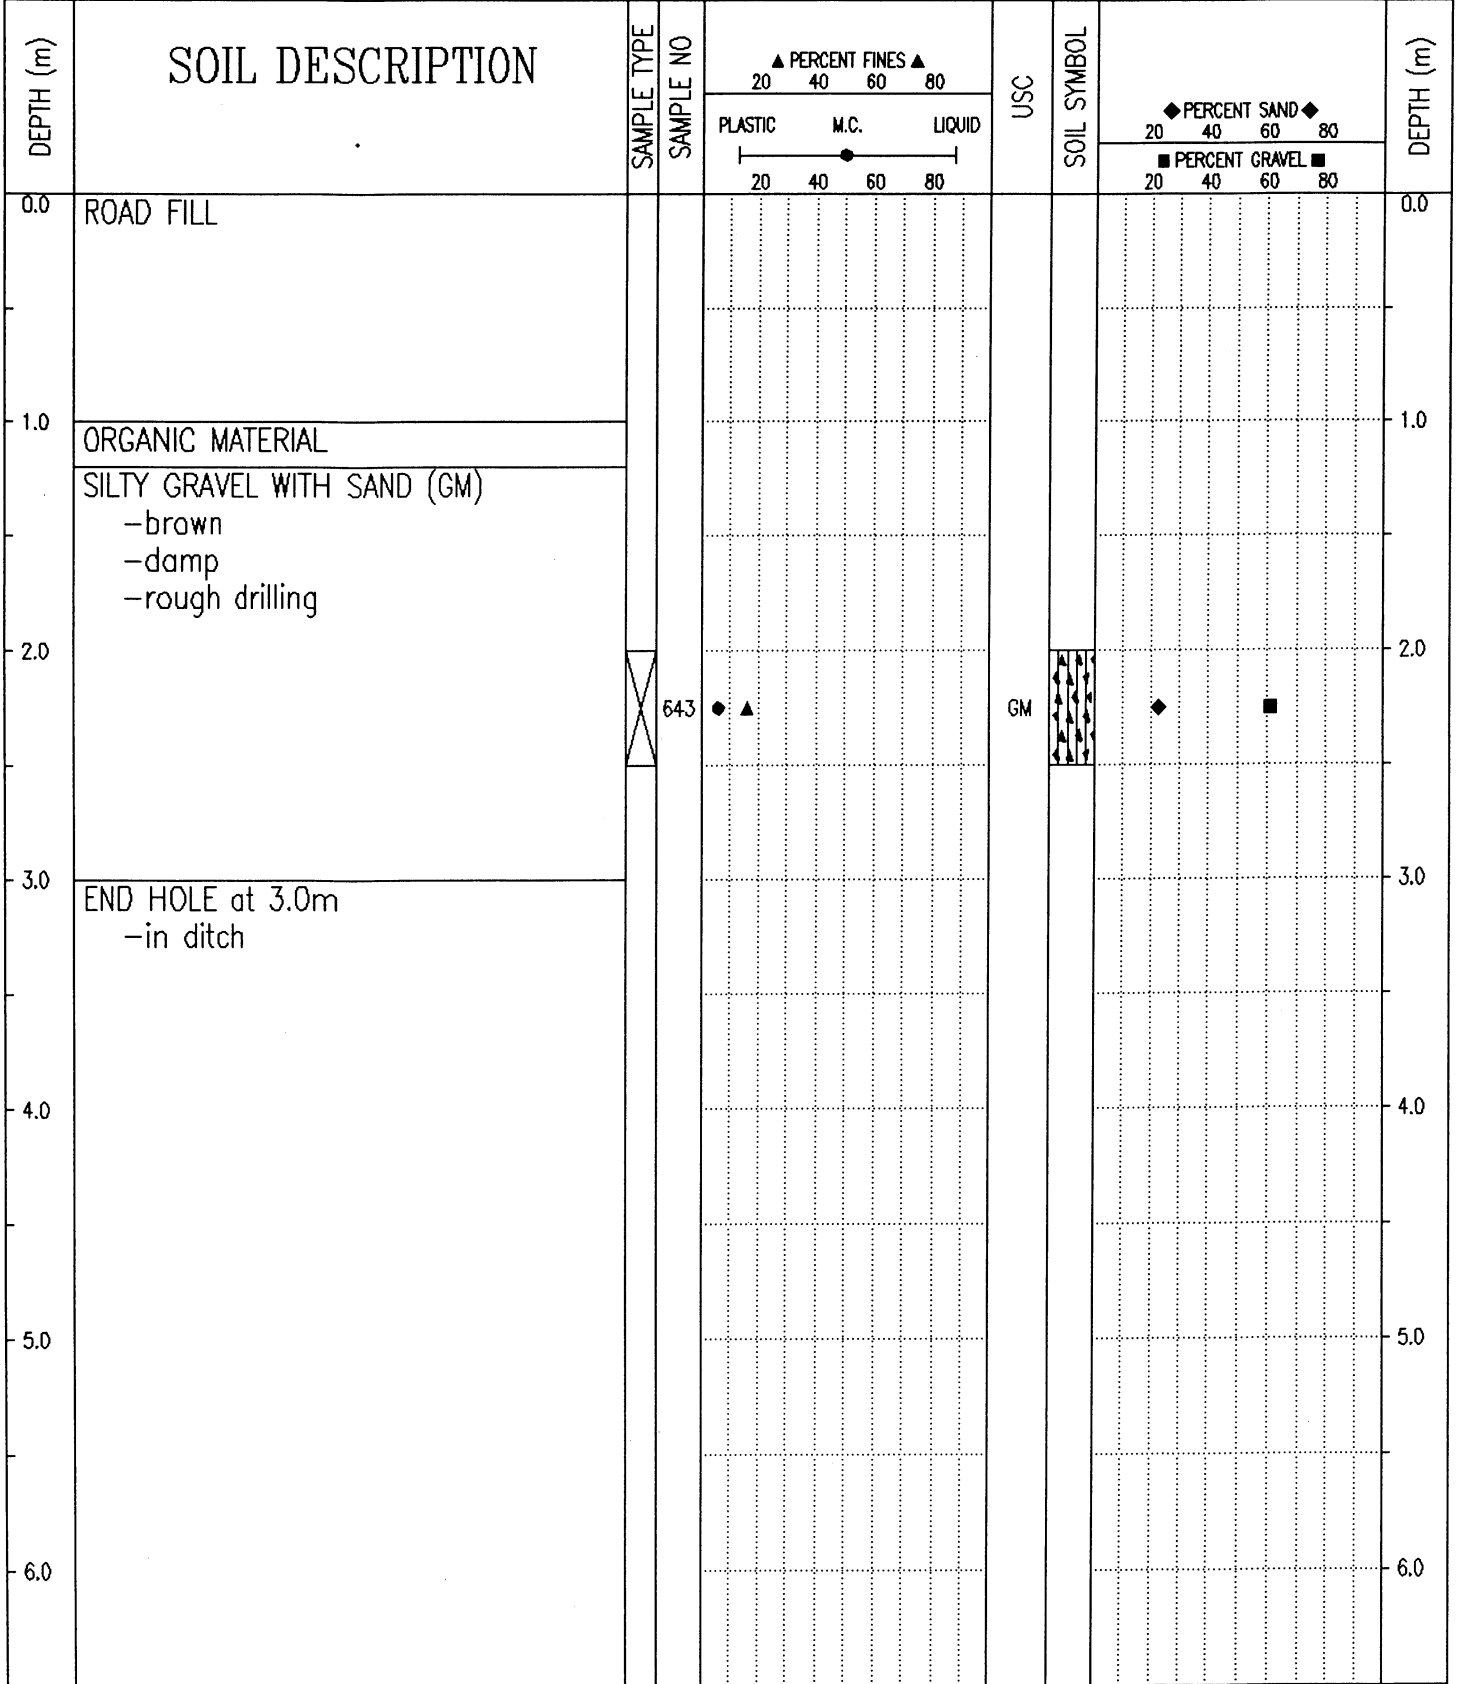 DEPTH (m)
SOIL DESCRIPTION
SAMPLE TYPE
SAMPLE NO
▲ PERCENT FINES ▲
20 40 60 80
PLASTIC M.C. LIQUID
20 40 60 80
USC
SOIL SYMBOL
◆ PERCENT SAND ◆
20 40 60 80
■ PERCENT GRAVEL ■
20 40 60 80
DEPTH (m)
0.0 ROAD FILL 0.0
1.0 1.0
ORGANIC MATERIAL
SILTY GRAVEL WITH SAND (GM)
-brown
-damp
-rough drilling
2.0 2.0
643 GM
3.0 3.0
END HOLE at 3.0m
-in ditch
4.0 4.0
5.0 5.0
6.0 6.0